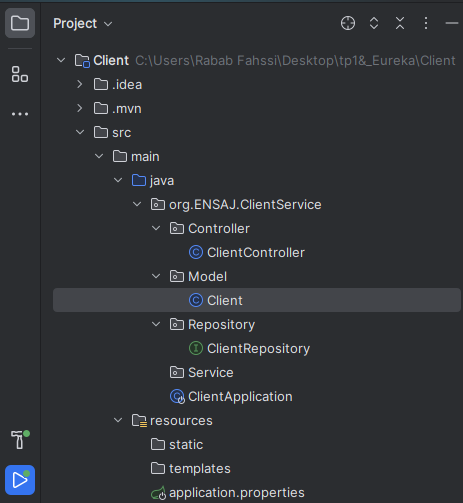 Project
Client C:\Users\Rabab Fahssi\Desktop\tp1&_Eureka\Client
.idea
.mvn
src
main
java
org.ENSAJ.ClientService
Controller
C ClientController
Model
C Client
Repository
I ClientRepository
Service
C ClientApplication
resources
static
templates
application.properties